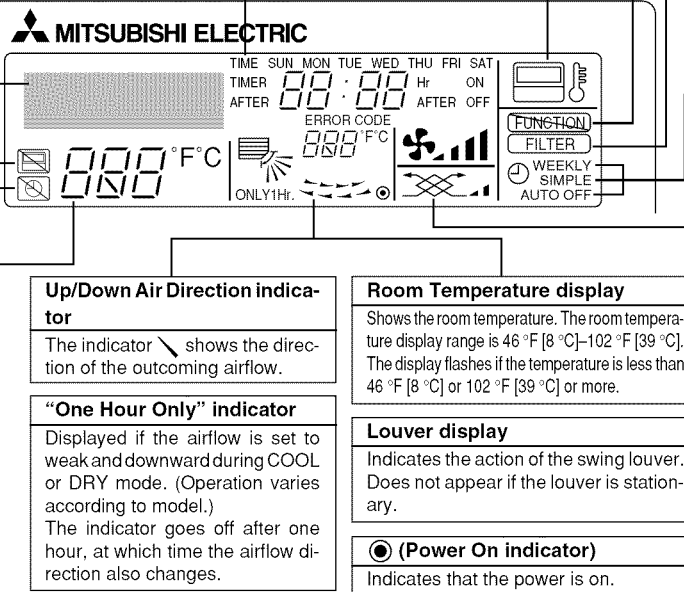 MITSUBISHI ELECTRIC
TIME SUN MON TUE WED THU FRI SAT
TIMER
AFTER
88:88
Hr ON
AFTER OFF
ERROR CODE
888 °F°C
888 °F°C
ONLY1Hr.
FUNCTION
FILTER
WEEKLY
SIMPLE
AUTO OFF
Up/Down Air Direction indica-
tor
The indicator shows the direc-
tion of the outcoming airflow.
"One Hour Only" indicator
Displayed if the airflow is set to
weak and downward during COOL
or DRY mode. (Operation varies
according to model.)
The indicator goes off after one
hour, at which time the airflow di-
rection also changes.
Room Temperature display
Shows the room temperature. The room tempera-
ture display range is 46 °F [8 °C]–102 °F [39 °C].
The display flashes if the temperature is less than
46 °F [8 °C] or 102 °F [39 °C] or more.
Louver display
Indicates the action of the swing louver.
Does not appear if the louver is station-
ary.
(Power On indicator)
Indicates that the power is on.